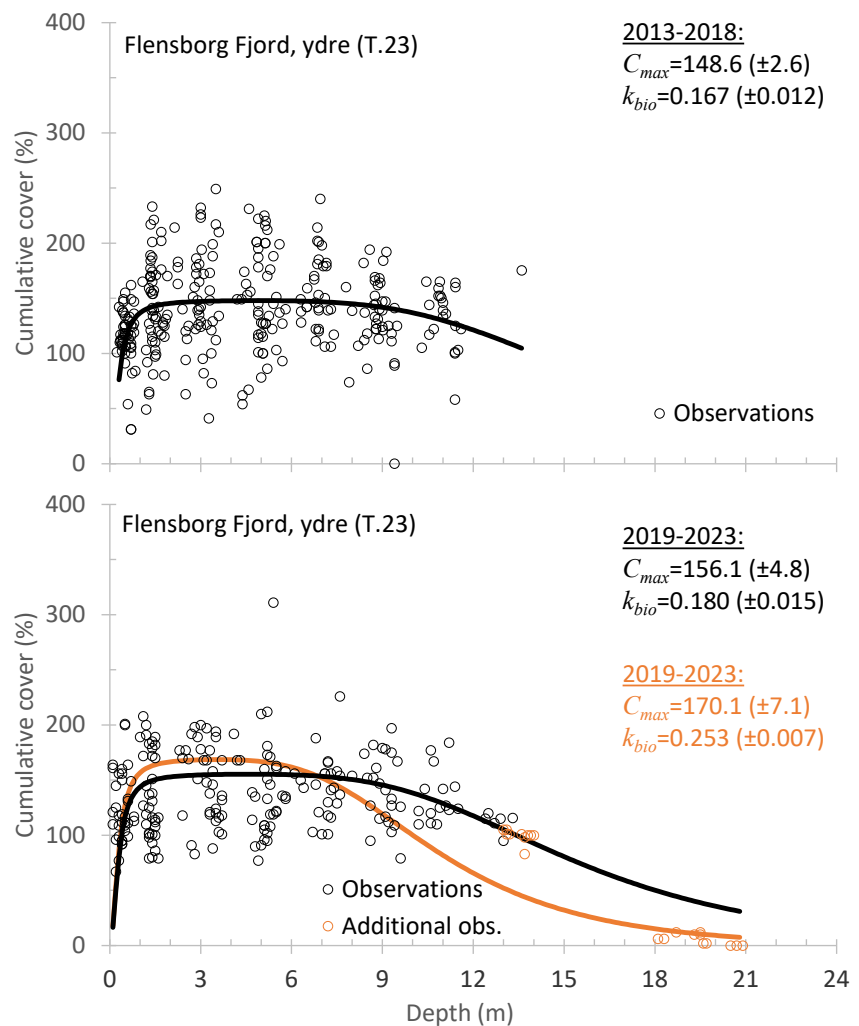 400
300
200
100
0
Cumulative cover (%)
Flensborg Fjord, ydre (T.23)
2013-2018:
Cmax=148.6 (±2.6)
kbio=0.167 (±0.012)
Observations
400
300
200
100
0
Cumulative cover (%)
Flensborg Fjord, ydre (T.23)
2019-2023:
Cmax=156.1 (±4.8)
kbio=0.180 (±0.015)
2019-2023:
Cmax=170.1 (±7.1)
kbio=0.253 (±0.007)
Observations
Additional obs.
0 3 6 9 12 15 18 21 24
Depth (m)